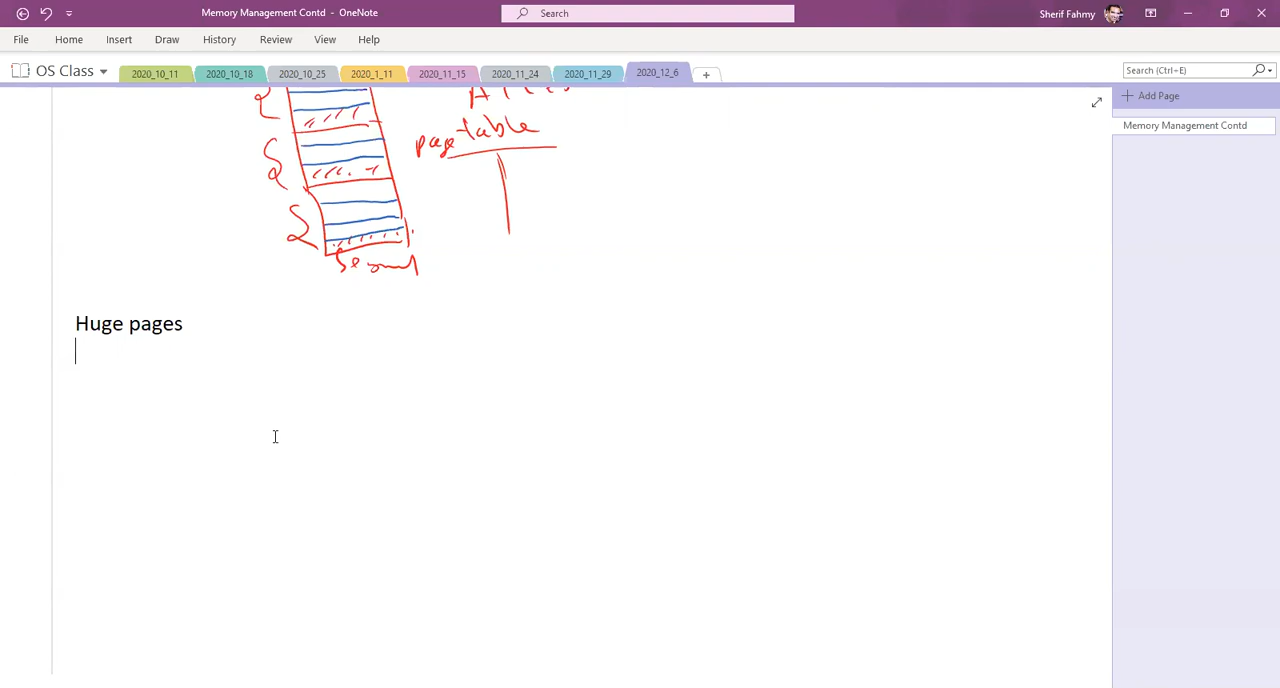 Memory Management Contd - OneNote
Search
Sherif Fahmy
File Home Insert Draw History Review View Help
OS Class
2020_10_11 2020_10_18 2020_10_25 2020_1_11 2020_11_15 2020_11_24 2020_11_29 2020_12_6
Search (Ctrl+E)
Add Page
Memory Management Contd
page table
Huge pages